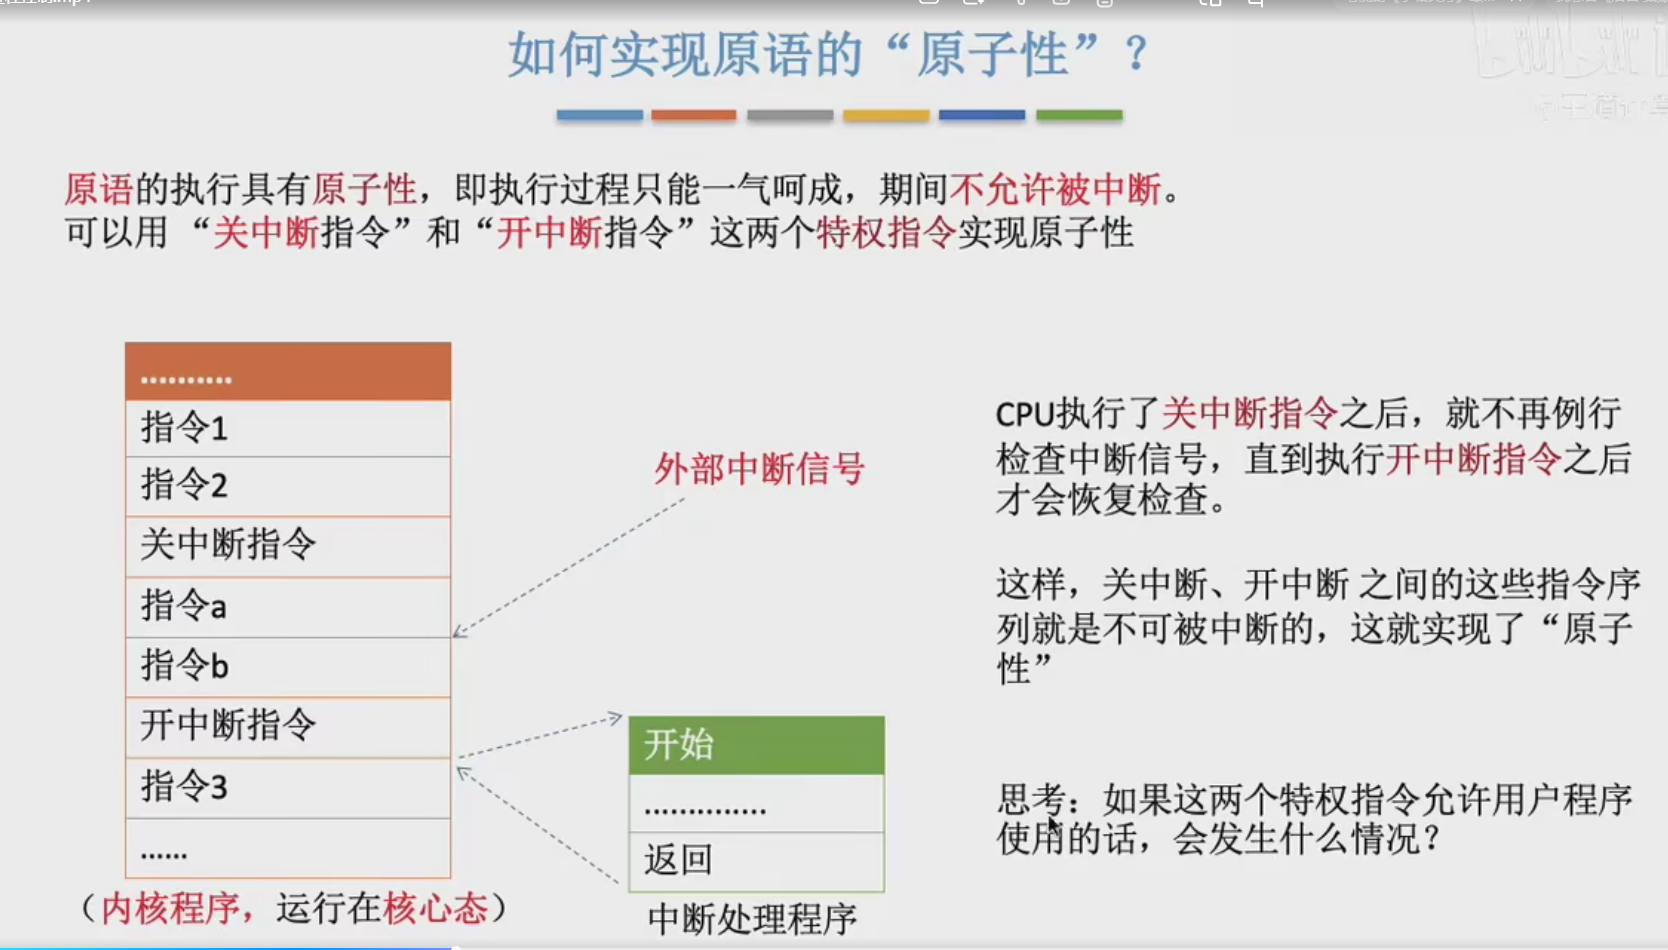 如何实现原语的“原子性”？
原语的执行具有原子性，即执行过程只能一气呵成，期间不允许被中断。
可以用 “关中断指令”和“开中断指令”这两个特权指令实现原子性
..........
指令1
指令2
关中断指令
指令a
指令b
开中断指令
指令3
......
（内核程序，运行在核心态）
外部中断信号
开始
..............
返回
中断处理程序
CPU执行了关中断指令之后，就不再例行
检查中断信号，直到执行开中断指令之后
才会恢复检查。
这样，关中断、开中断 之间的这些指令序
列就是不可被中断的，这就实现了“原子
性”
思考：如果这两个特权指令允许用户程序
使用的话，会发生什么情况？